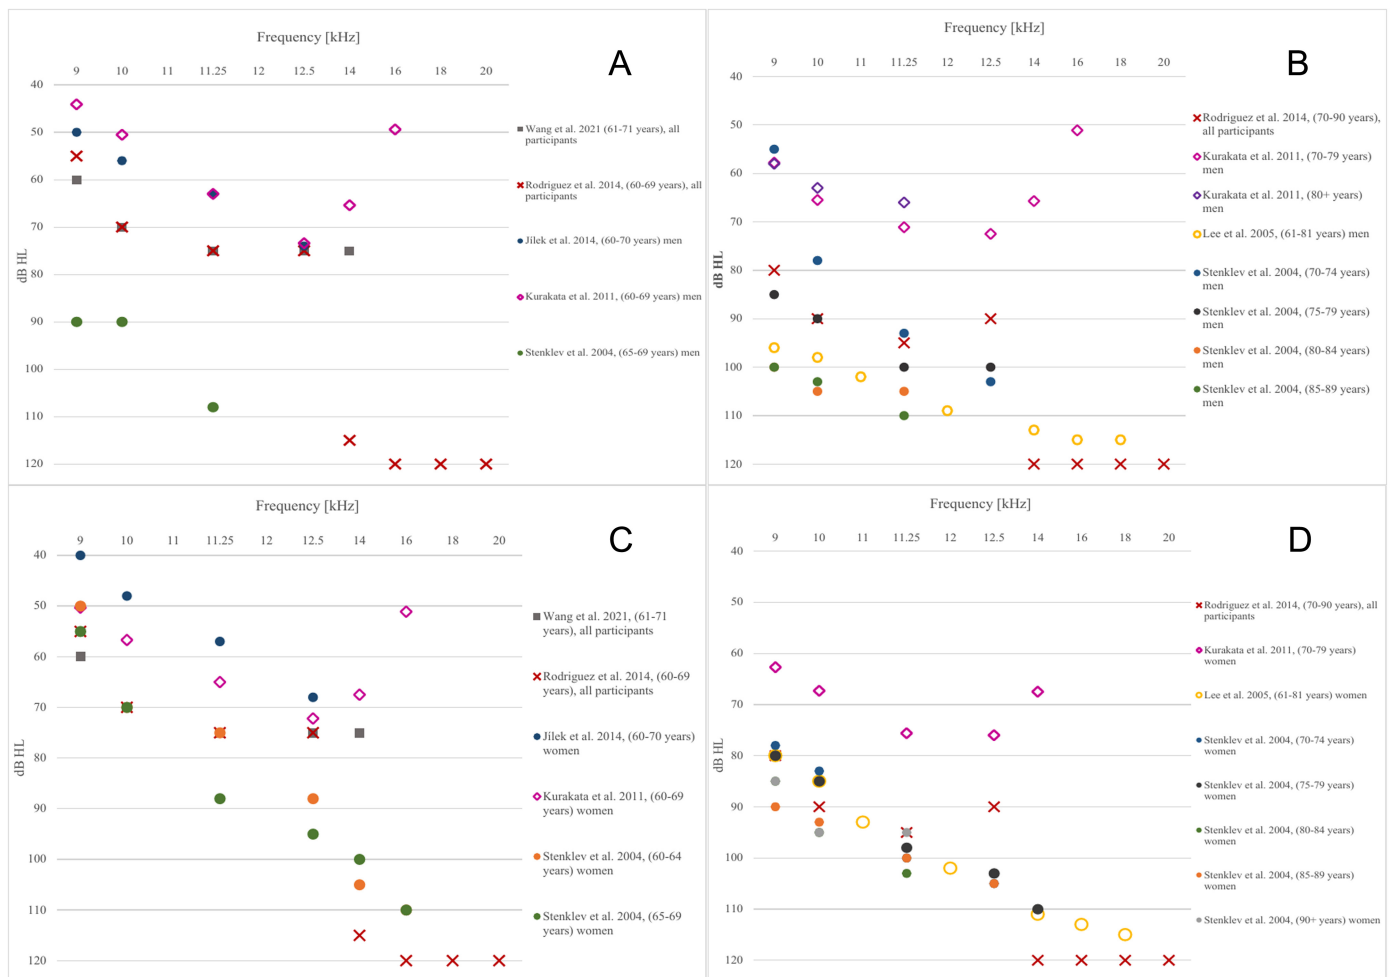 Frequency [kHz]
A
9 10 11 11.25 12 12.5 14 16 18 20
40
50
60
70
80
90
100
110
120
dB HL
Wang et al. 2021 (61-71 years), all
participants
Rodriguez et al. 2014, (60-69 years), all
participants
Jílek et al. 2014, (60-70 years) men
Kurakata et al. 2011, (60-69 years) men
Stenklev et al. 2004, (65-69 years) men
Frequency [kHz]
B
9 10 11 11.25 12 12.5 14 16 18 20
40
50
60
70
80
90
100
110
120
dB HL
Rodriguez et al. 2014, (70-90 years),
all participants
Kurakata et al. 2011, (70-79 years)
men
Kurakata et al. 2011, (80+ years)
men
Lee et al. 2005, (61-81 years) men
Stenklev et al. 2004, (70-74 years)
men
Stenklev et al. 2004, (75-79 years)
men
Stenklev et al. 2004, (80-84 years)
men
Stenklev et al. 2004, (85-89 years)
men
Frequency [kHz]
C
9 10 11 11.25 12 12.5 14 16 18 20
40
50
60
70
80
90
100
110
120
dB HL
Wang et al. 2021, (61-71
years), all participants
Rodriguez et al. 2014, (60-69
years), all participants
Jílek et al. 2014, (60-70 years)
women
Kurakata et al. 2011, (60-69
years) women
Stenklev et al. 2004, (60-64
years) women
Stenklev et al. 2004, (65-69
years) women
Frequency [kHz]
D
9 10 11 11.25 12 12.5 14 16 18 20
40
50
60
70
80
90
100
110
120
dB HL
Rodriguez et al. 2014, (70-90 years), all
participants
Kurakata et al. 2011, (70-79 years)
women
Lee et al. 2005, (61-81 years) women
Stenklev et al. 2004, (70-74 years)
women
Stenklev et al. 2004, (75-79 years)
women
Stenklev et al. 2004, (80-84 years)
women
Stenklev et al. 2004, (85-89 years)
women
Stenklev et al. 2004, (90+ years) women